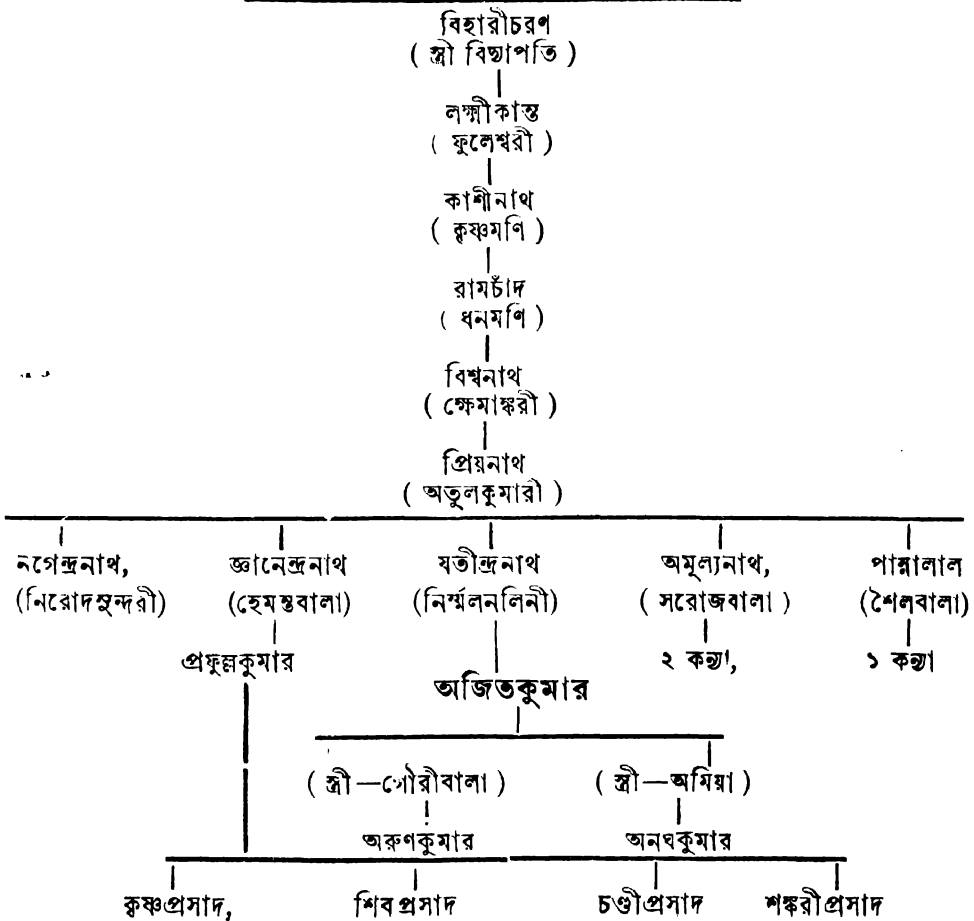 বিহারীচরণ
( স্ত্রী বিদ্যাপতি )
লক্ষ্মীকান্ত
( ফুলেশ্বরী )
কাশীনাথ
( কৃষ্ণমণি )
রামচাঁদ
( ধনমণি )
বিশ্বনাথ
( ক্ষেমাঙ্করী )
প্রিয়নাথ
( অতুলকুমারী )
নগেন্দ্রনাথ, জ্ঞানেন্দ্রনাথ যতীন্দ্রনাথ অমূল্যনাথ, পান্নালাল
(নিরোদসুন্দরী) (হেমন্তবালা) (নির্ম্মলনলিনী) ( সরোজবালা ) (শৈলবালা)
প্রফুল্লকুমার ২ কন্যা, ১ কন্যা
অজিতকুমার
( স্ত্রী—গৌরীবালা ) ( স্ত্রী—অমিয়া )
অরুণকুমার অনঘকুমার
কৃষ্ণপ্রসাদ, শিবপ্রসাদ চণ্ডীপ্রসাদ শঙ্করীপ্রসাদ